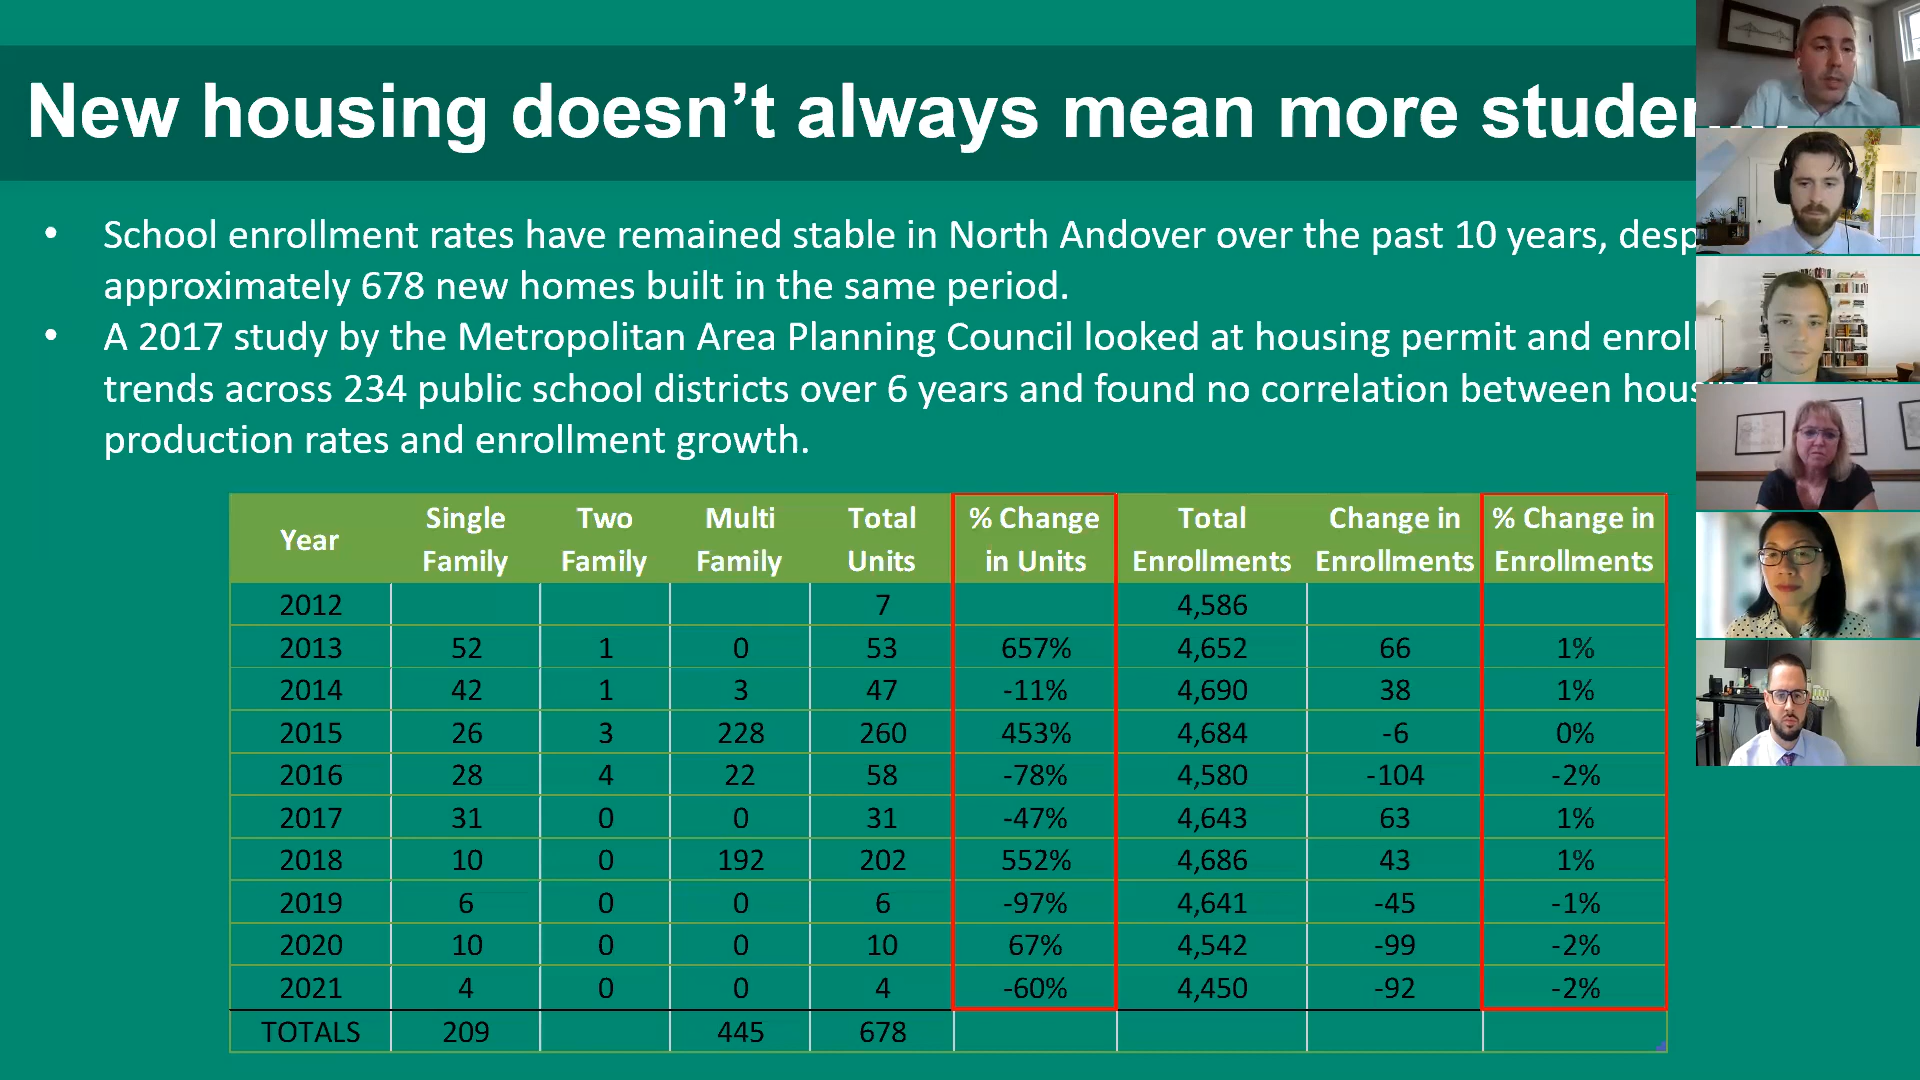 New housing doesn't always mean more
• School enrollment rates have remained stable in North Andover over the past 10 years,
approximately 678 new homes built in the same period.
• A 2017 study by the Metropolitan Area Planning Council looked at housing permit and
trends across 234 public school districts over 6 years and found no correlation between
production rates and enrollment growth.
Year Single Family Two Family Multi Family Total Units % Change in Units Total Enrollments Change in Enrollments % Change in Enrollments
2012 7 4,586
2013 52 1 0 53 657% 4,652 66 1%
2014 42 1 3 47 -11% 4,690 38 1%
2015 26 3 228 260 453% 4,684 -6 0%
2016 28 4 22 58 -78% 4,580 -104 -2%
2017 31 0 0 31 -47% 4,643 63 1%
2018 10 0 192 202 552% 4,686 43 1%
2019 6 0 0 6 -97% 4,641 -45 -1%
2020 10 0 0 10 67% 4,542 -99 -2%
2021 4 0 0 4 -60% 4,450 -92 -2%
TOTALS 209 445 678